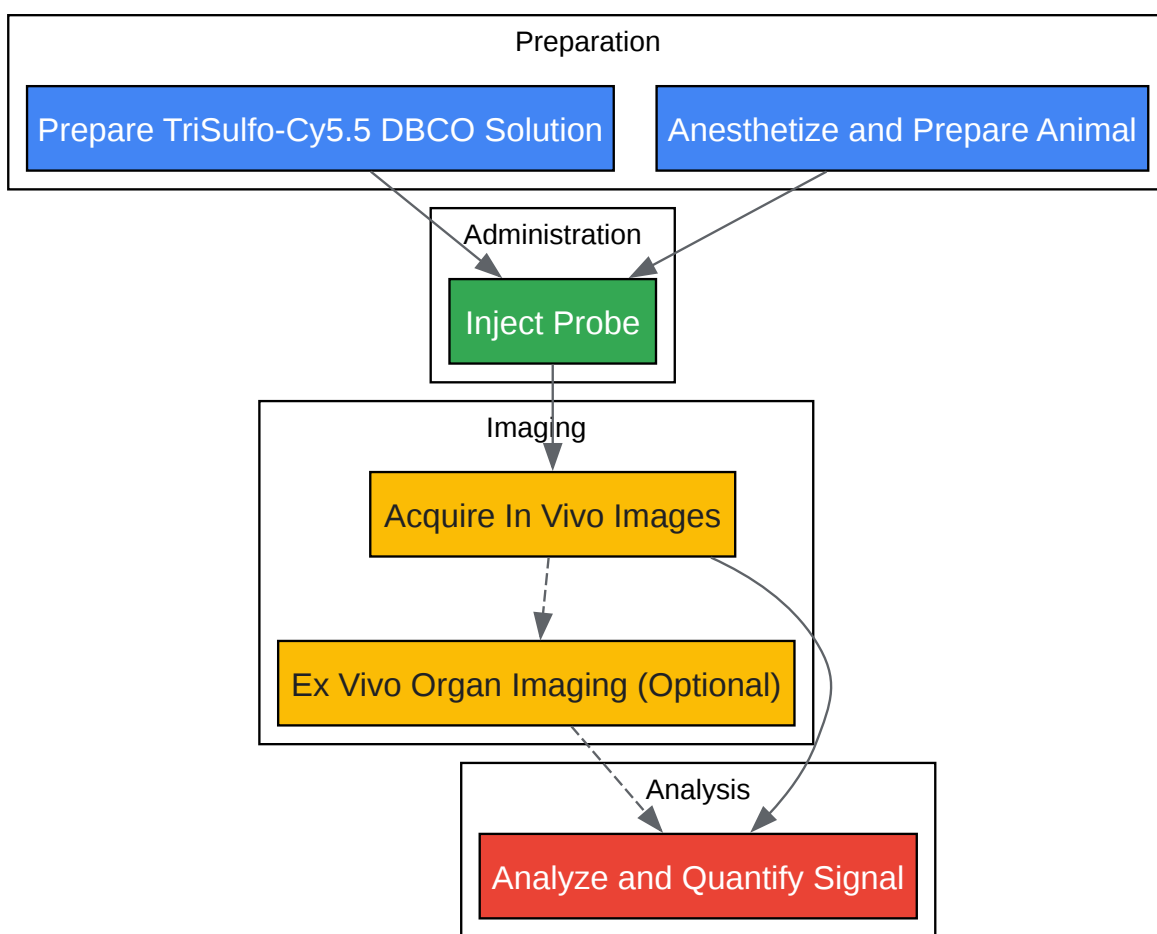 Preparation
Prepare TriSulfo-Cy5.5 DBCO Solution
Anesthetize and Prepare Animal
Administration
Inject Probe
Imaging
Acquire In Vivo Images
Ex Vivo Organ Imaging (Optional)
Analysis
Analyze and Quantify Signal